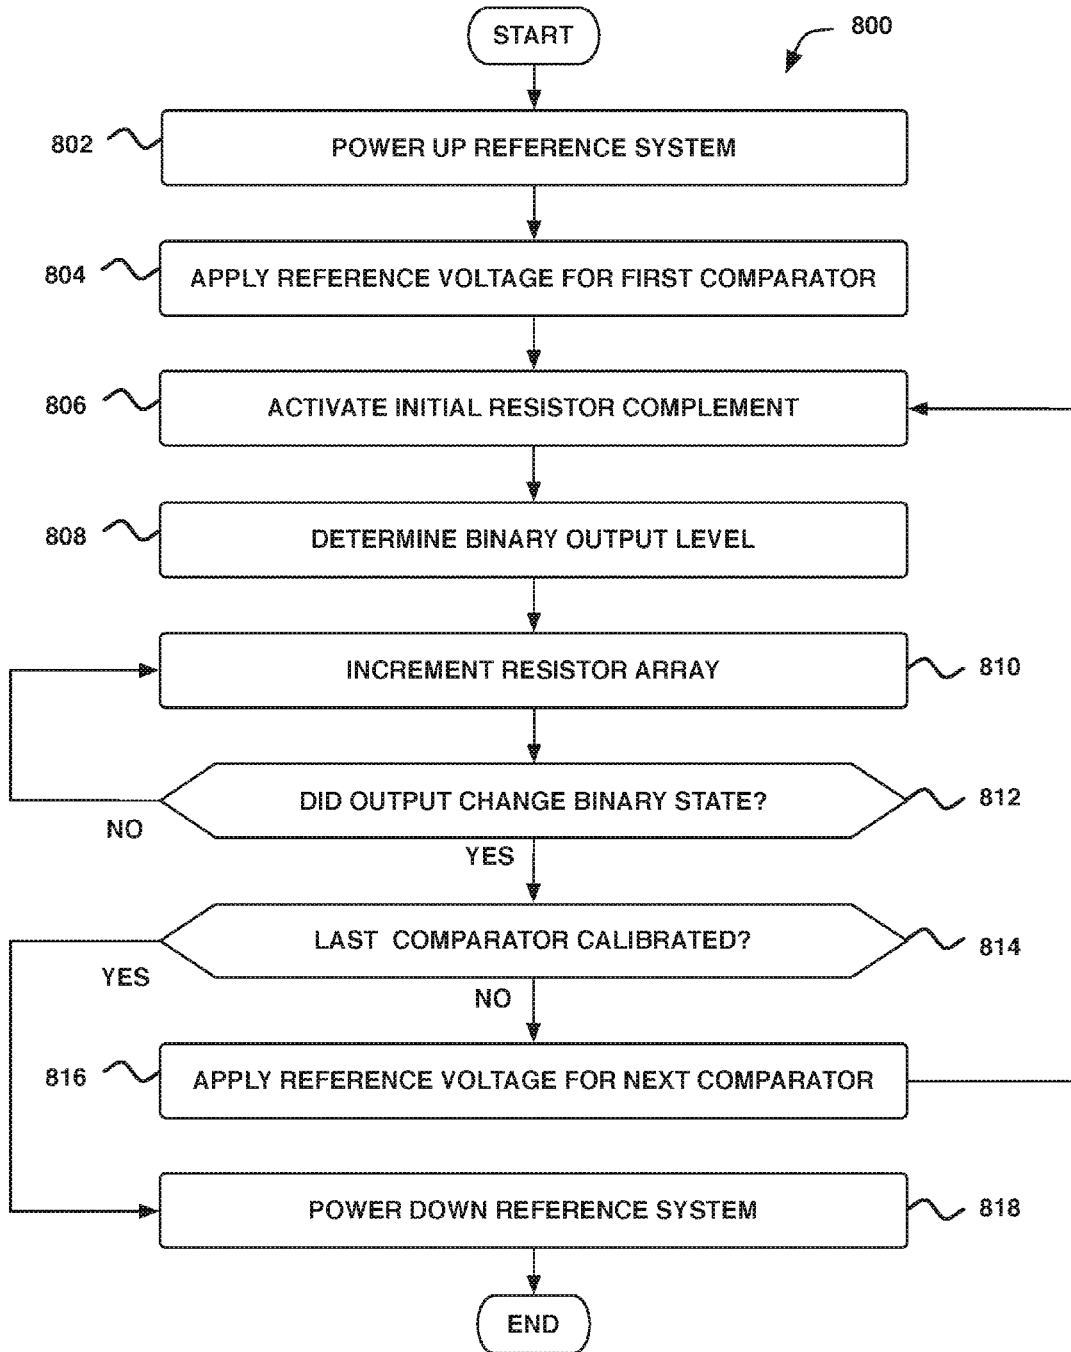 START
800
802
POWER UP REFERENCE SYSTEM
804
APPLY REFERENCE VOLTAGE FOR FIRST COMPARATOR
806
ACTIVATE INITIAL RESISTOR COMPLEMENT
808
DETERMINE BINARY OUTPUT LEVEL
INCREMENT RESISTOR ARRAY
810
DID OUTPUT CHANGE BINARY STATE?
812
NO
YES
LAST COMPARATOR CALIBRATED?
814
YES
NO
816
APPLY REFERENCE VOLTAGE FOR NEXT COMPARATOR
POWER DOWN REFERENCE SYSTEM
818
END